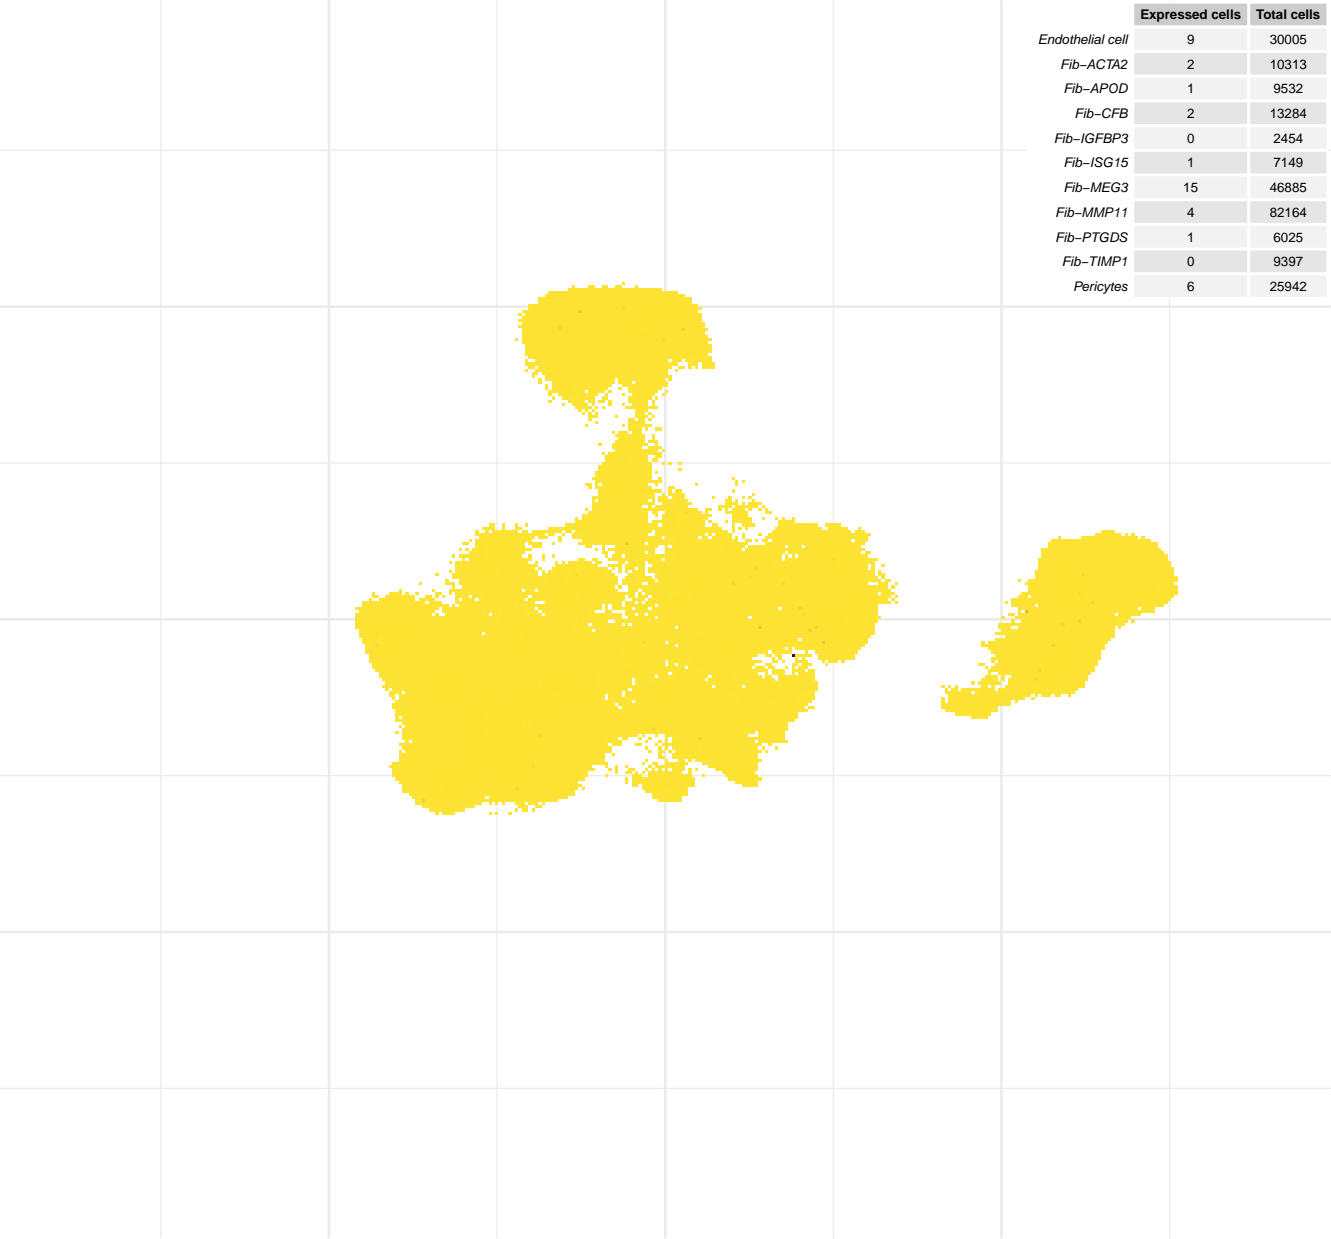 Expressed cells Total cells
Endothelial cell 9 30005
Fib−ACTA2 2 10313
Fib−APOD 1 9532
Fib−CFB 2 13284
Fib−IGFBP3 0 2454
Fib−ISG15 1 7149
Fib−MEG3 15 46885
Fib−MMP11 4 82164
Fib−PTGDS 1 6025
Fib−TIMP1 0 9397
Pericytes 6 25942